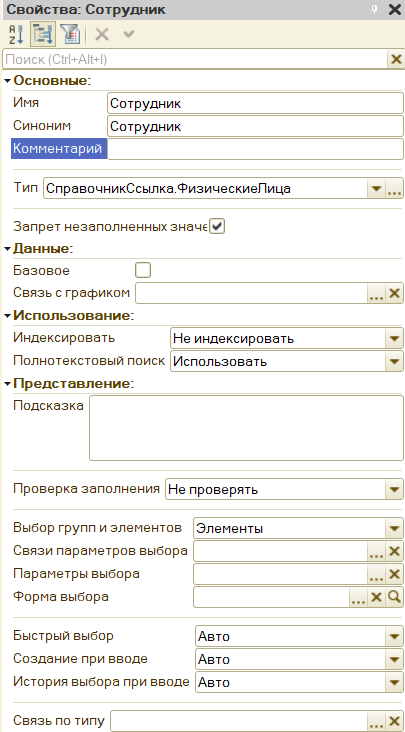 Свойства: Сотрудник
Поиск (Ctrl+Alt+I)
Основные:
Имя Сотрудник
Синоним Сотрудник
Комментарий
Тип СправочникСсылка.ФизическиеЛица
Запрет незаполненных значе
Данные:
Базовое
Связь с графиком
Использование:
Индексировать Не индексировать
Полнотекстовый поиск Использовать
Представление:
Подсказка
Проверка заполнения Не проверять
Выбор групп и элементов Элементы
Связи параметров выбора
Параметры выбора
Форма выбора
Быстрый выбор Авто
Создание при вводе Авто
История выбора при вводе Авто
Связь по типу